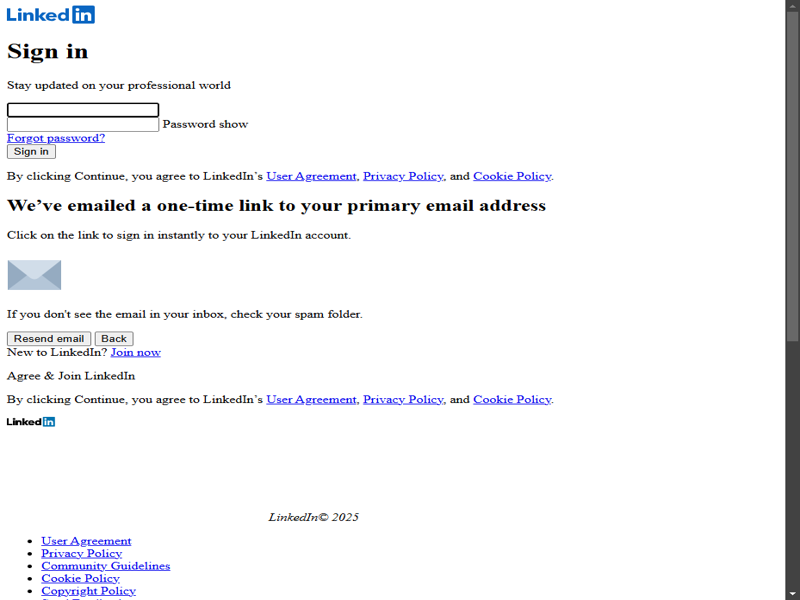 LinkedIn
Sign in
Stay updated on your professional world
Password show
Forgot password?
Sign in
By clicking Continue, you agree to LinkedIn’s User Agreement, Privacy Policy, and Cookie Policy.
We’ve emailed a one-time link to your primary email address
Click on the link to sign in instantly to your LinkedIn account.
If you don't see the email in your inbox, check your spam folder.
Resend email Back
New to LinkedIn? Join now
Agree & Join LinkedIn
By clicking Continue, you agree to LinkedIn’s User Agreement, Privacy Policy, and Cookie Policy.
LinkedIn
LinkedIn© 2025
User Agreement
Privacy Policy
Community Guidelines
Cookie Policy
Copyright Policy